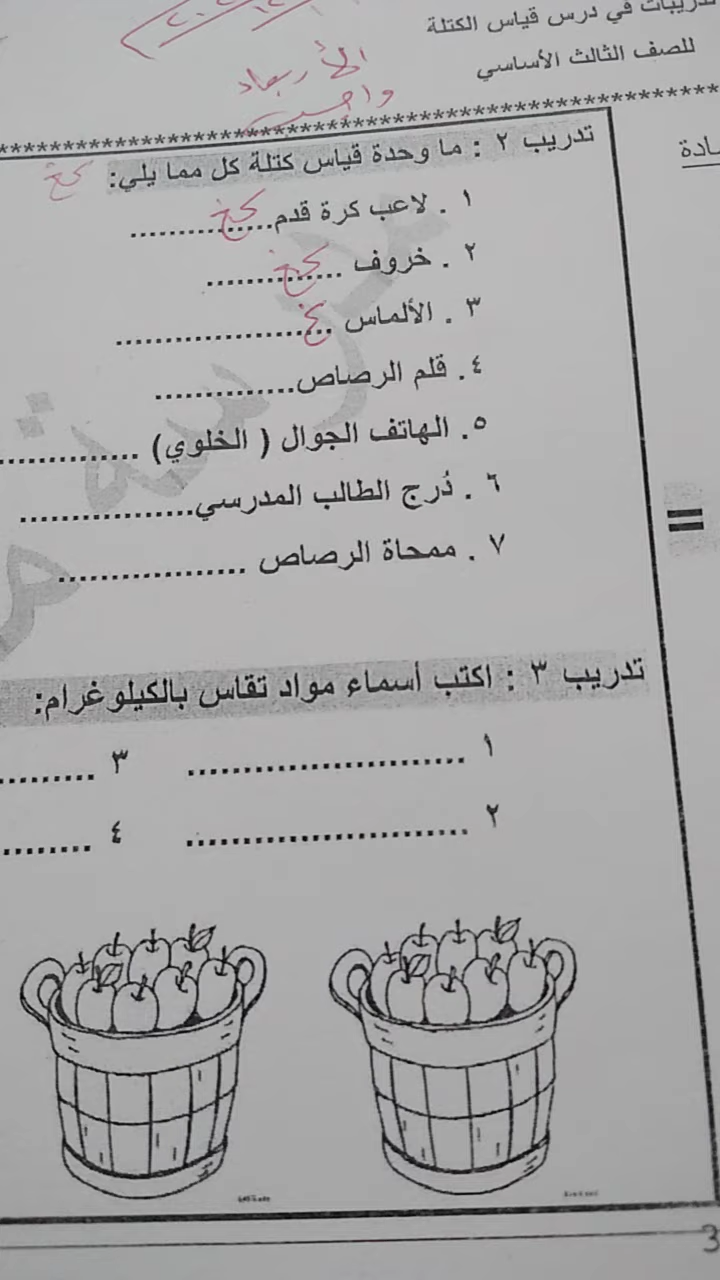 تدريبات في درس قياس الكتلة
للصف الثالث الأساسي
الأربعاء
واجب
****************************************
تدريب ٢ : ما وحدة قياس كتلة كل مما يلي: كغ
١ . لاعب كرة قدم......كغ........
٢ . خروف ......كغ........
٣ . الألماس ...غ...................
٤. قلم الرصاص..............
٥. الهاتف الجوال ( الخلوي) ..............
٦ . دُرج الطالب المدرسي.................
٧ . ممحاة الرصاص ..................
=
تدريب ٣ : اكتب أسماء مواد تقاس بالكيلوغرام:
١ ............................ ٣ .........
٢ ............................ ٤ .........
3